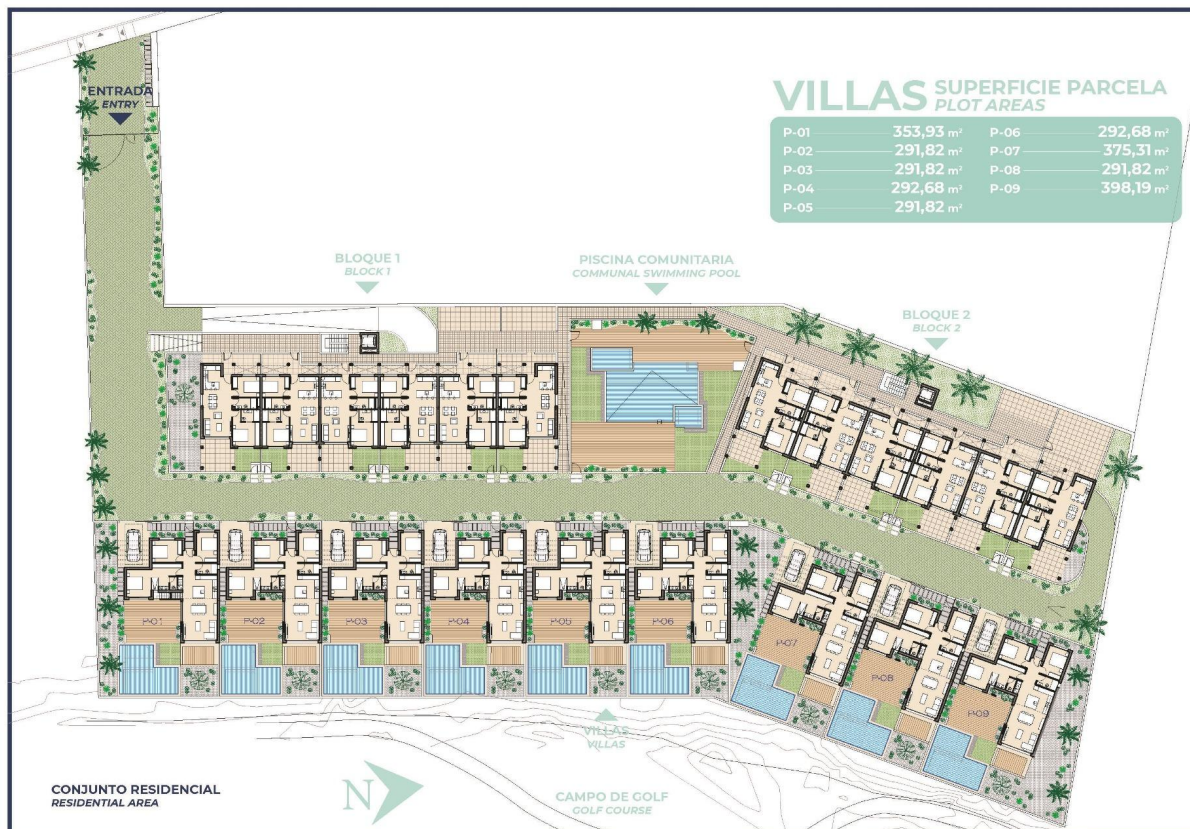 ENTRADA
ENTRY
VILLAS SUPERFICIE PARCELA
PLOT AREAS
P-01 353,93 m²
P-02 291,82 m²
P-03 291,82 m²
P-04 292,68 m²
P-05 291,82 m²
P-06 292,68 m²
P-07 375,31 m²
P-08 291,82 m²
P-09 398,19 m²
BLOQUE 1
BLOCK 1
PISCINA COMUNITARIA
COMMUNAL SWIMMING POOL
BLOQUE 2
BLOCK 2
P-01
P-02
P-03
P-04
P-05
P-06
P-07
P-08
P-09
VILLAS
VILLAS
CONJUNTO RESIDENCIAL
RESIDENTIAL AREA
N
CAMPO DE GOLF
GOLF COURSE